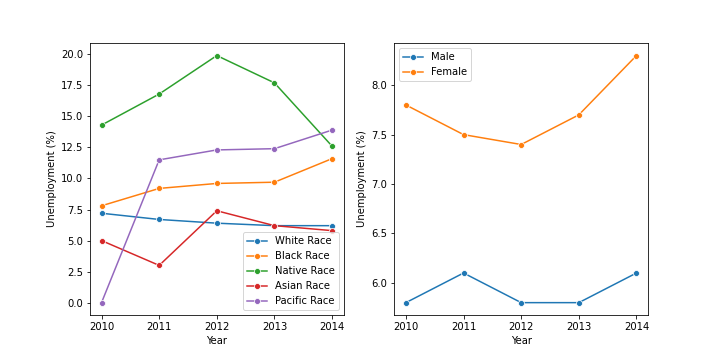 20.0
17.5
15.0
12.5
10.0
7.5
5.0
2.5
0.0
Unemployment (%)
2010 2011 2012 2013 2014
Year
White Race
Black Race
Native Race
Asian Race
Pacific Race
8.0
7.5
7.0
6.5
6.0
Unemployment (%)
2010 2011 2012 2013 2014
Year
Male
Female